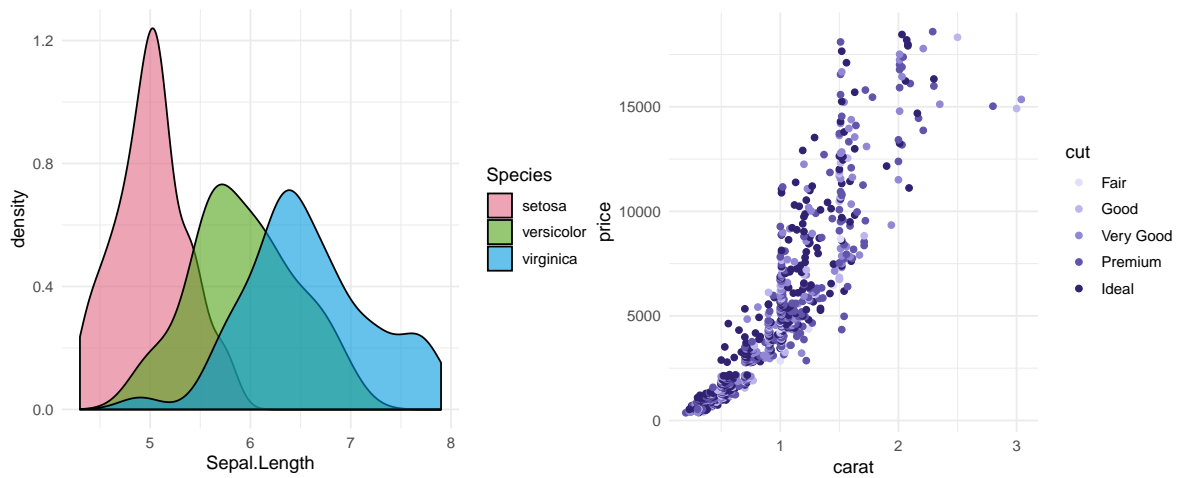 density
1.2
0.8
0.4
0.0
5 6 7 8
Sepal.Length
Species
setosa
versicolor
virginica
price
15000
10000
5000
0
1 2 3
carat
cut
Fair
Good
Very Good
Premium
Ideal